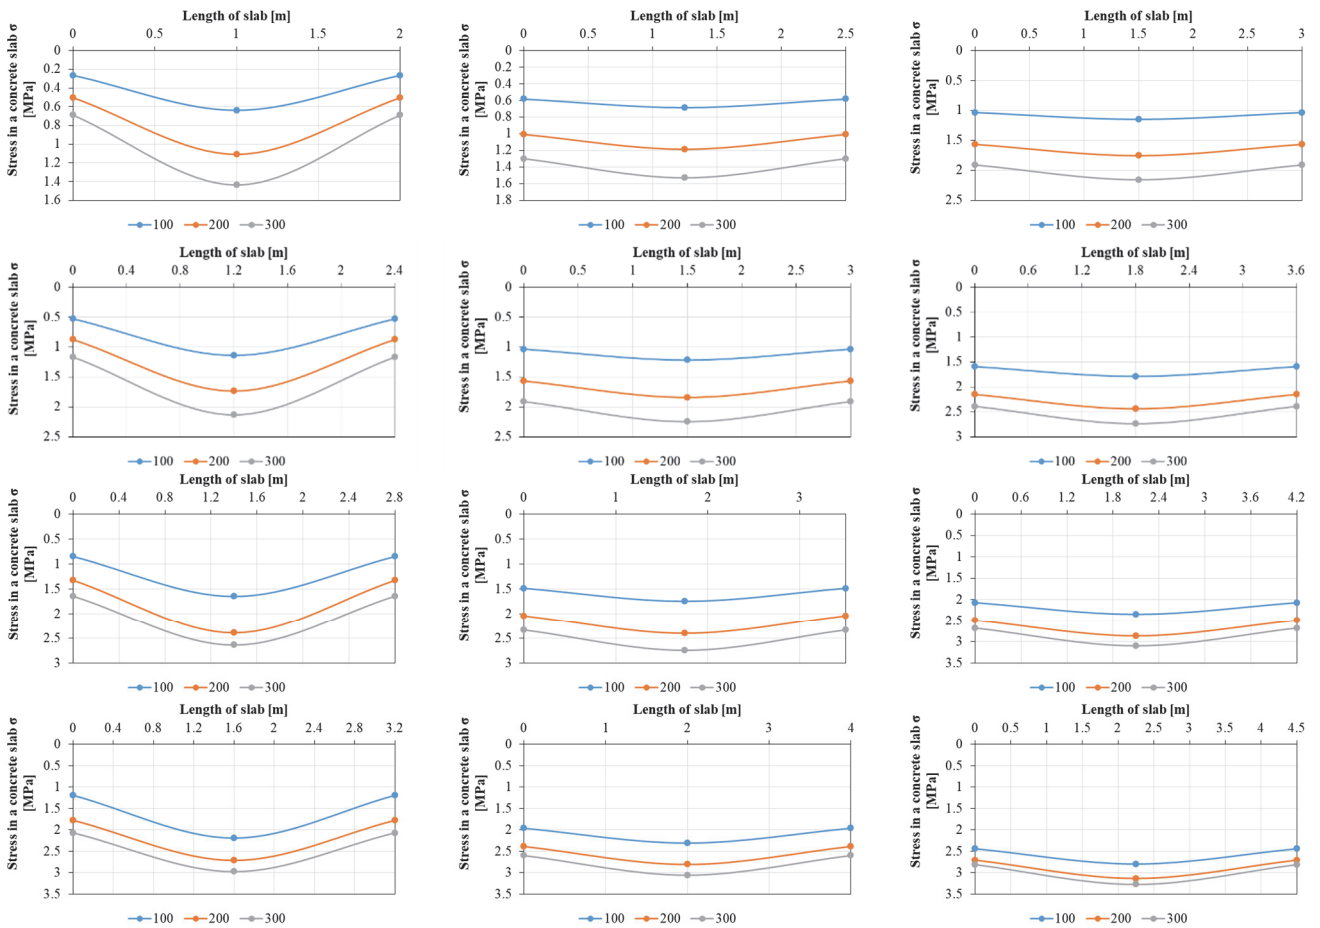 Length of slab [m]
0 0.5 1 1.5 2
Stress in a concrete slab σ
[MPa]
0
0.2
0.4
0.6
0.8
1
1.2
1.4
1.6
100 200 300
Length of slab [m]
0 0.5 1 1.5 2 2.5
Stress in a concrete slab σ
[MPa]
0
0.2
0.4
0.6
0.8
1
1.2
1.4
1.6
1.8
100 200 300
Length of slab [m]
0 0.5 1 1.5 2 2.5 3
Stress in a concrete slab σ
[MPa]
0
0.5
1
1.5
2
2.5
100 200 300
Length of slab [m]
0 0.4 0.8 1.2 1.6 2 2.4
Stress in a concrete slab σ
[MPa]
0
0.5
1
1.5
2
2.5
100 200 300
Length of slab [m]
0 0.5 1 1.5 2 2.5 3
Stress in a concrete slab σ
[MPa]
0
0.5
1
1.5
2
2.5
100 200 300
Length of slab [m]
0 0.6 1.2 1.8 2.4 3 3.6
Stress in a concrete slab σ
[MPa]
0
0.5
1
1.5
2
2.5
3
100 200 300
Length of slab [m]
0 0.4 0.8 1.2 1.6 2 2.4 2.8
Stress in a concrete slab σ
[MPa]
0
0.5
1
1.5
2
2.5
3
100 200 300
Length of slab [m]
0 1 2 3
Stress in a concrete slab σ
[MPa]
0
0.5
1
1.5
2
2.5
3
100 200 300
Length of slab [m]
0 0.6 1.2 1.8 2.4 3 3.6 4.2
Stress in a concrete slab σ
[MPa]
0
0.5
1
1.5
2
2.5
3
3.5
100 200 300
Length of slab [m]
0 0.4 0.8 1.2 1.6 2 2.4 2.8 3.2
Stress in a concrete slab σ
[MPa]
0
0.5
1
1.5
2
2.5
3
3.5
100 200 300
Length of slab [m]
0 1 2 3 4
Stress in a concrete slab σ
[MPa]
0
0.5
1
1.5
2
2.5
3
3.5
100 200 300
Length of slab [m]
0 0.5 1 1.5 2 2.5 3 3.5 4 4.5
Stress in a concrete slab σ
[MPa]
0
0.5
1
1.5
2
2.5
3
3.5
100 200 300